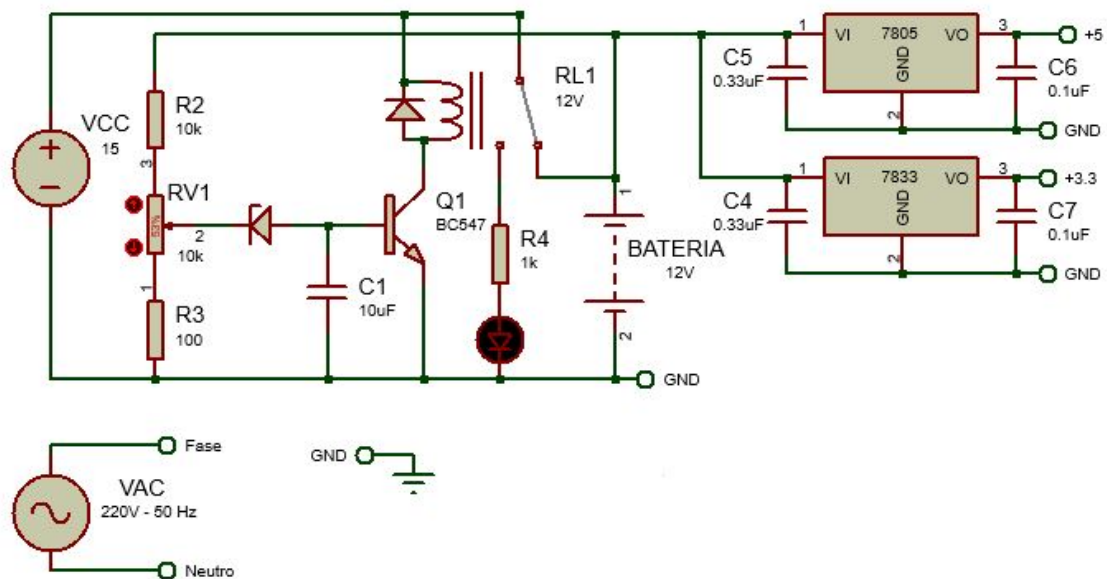 VCC
15
R2
10k
3
RV1
53%
2
10k
1
R3
100
C1
10uF
Q1
BC547
RL1
12V
R4
1k
1
BATERIA
12V
2
GND
C5
0.33uF
1
VI
7805
VO
GND
2
3
+5
C6
0.1uF
GND
C4
0.33uF
1
VI
7833
VO
GND
2
3
+3.3
C7
0.1uF
GND
Fase
VAC
220V - 50 Hz
Neutro
GND